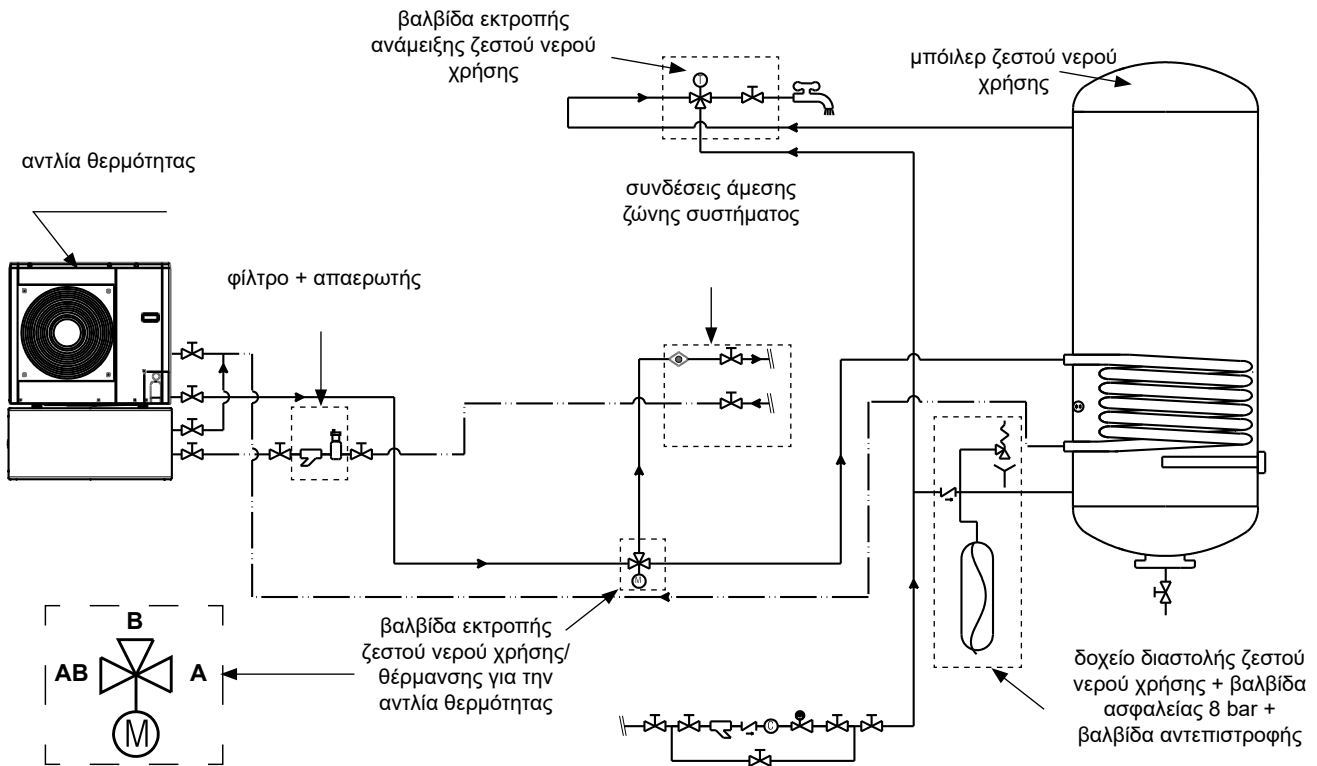 βαλβίδα εκτροπής
ανάμειξης ζεστού νερού
χρήσης
μπόιλερ ζεστού νερού
χρήσης
T
αντλία θερμότητας
συνδέσεις άμεσης
ζώνης συστήματος
φίλτρο + απαερωτής
M
B
AB
A
M
βαλβίδα εκτροπής
ζεστού νερού χρήσης/
θέρμανσης για την
αντλία θερμότητας
C
δοχείο διαστολής ζεστού
νερού χρήσης + βαλβίδα
ασφαλείας 8 bar +
βαλβίδα αντεπιστροφής